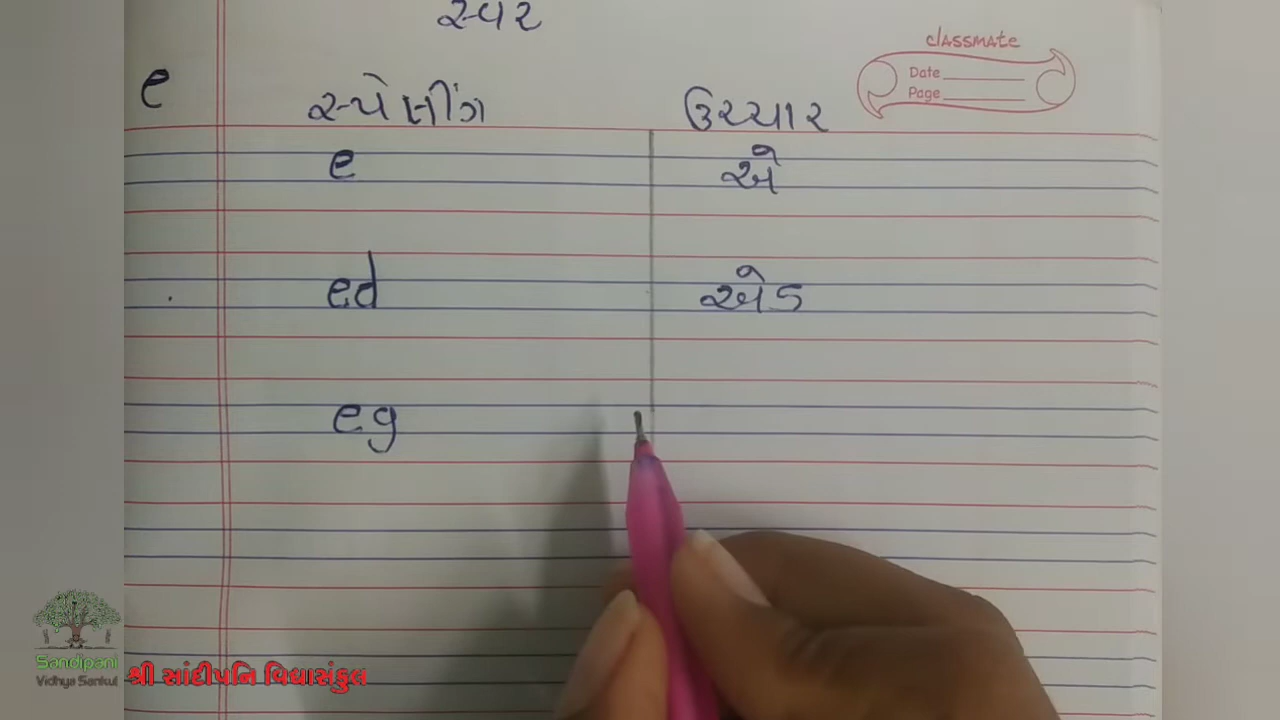 સ્વર
classmate
Date
Page
e
સ્પેલીંગ ઉચ્ચાર
e એ
ed એડ
eg
Sandipani
Vidhya Sankul
શ્રી સાંદીપનિ વિદ્યાસંકુલ